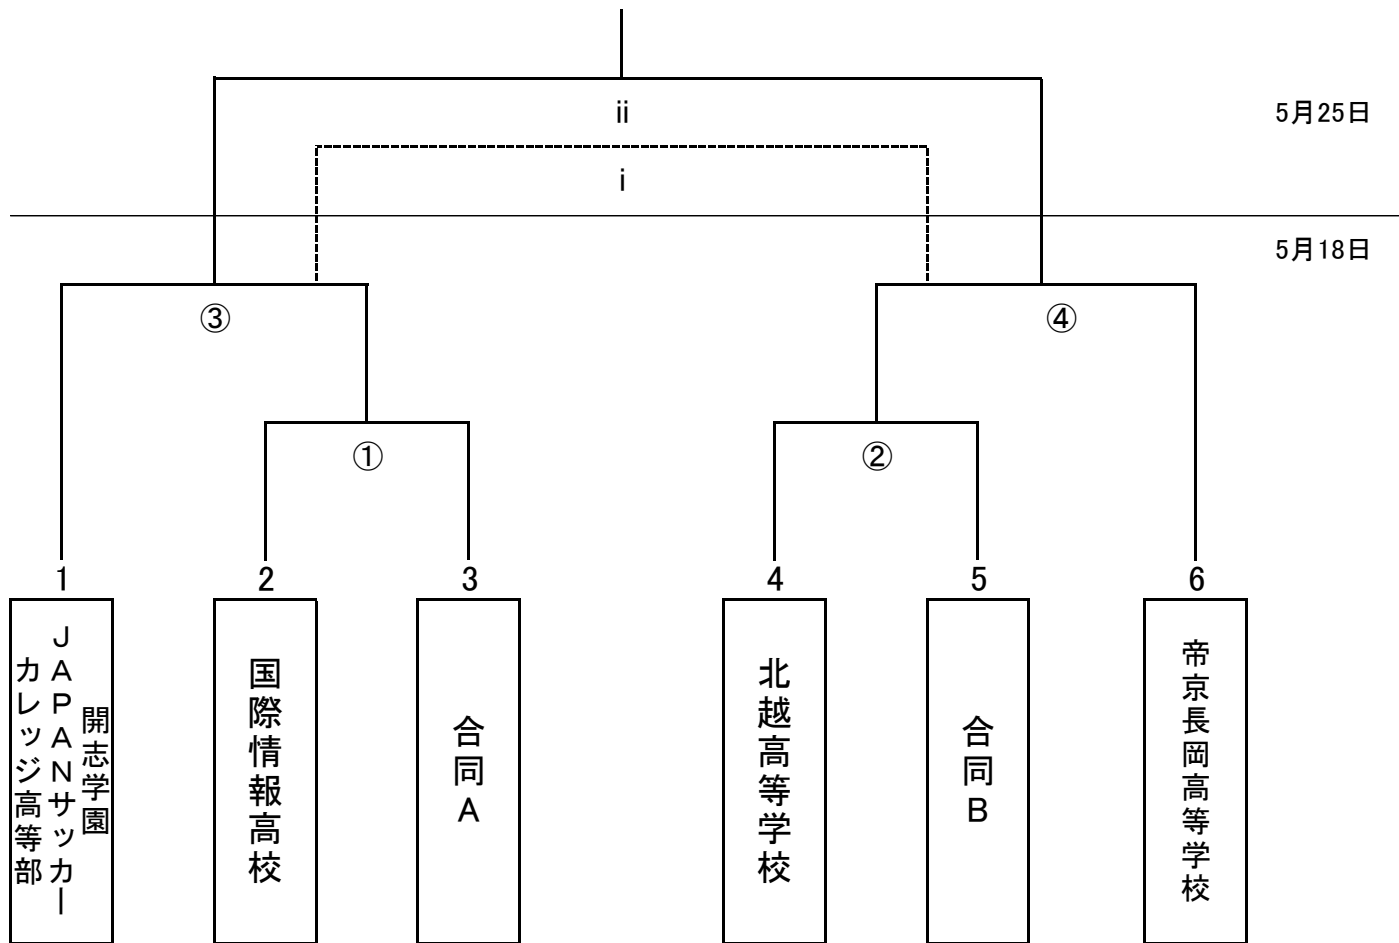 ii
5月25日
i
5月18日
③
④
①
②
1
2
3
4
5
6
開志学園
JAPANサッカー
カレッジ高等部
国際情報高校
合同A
北越高等学校
合同B
帝京長岡高等学校